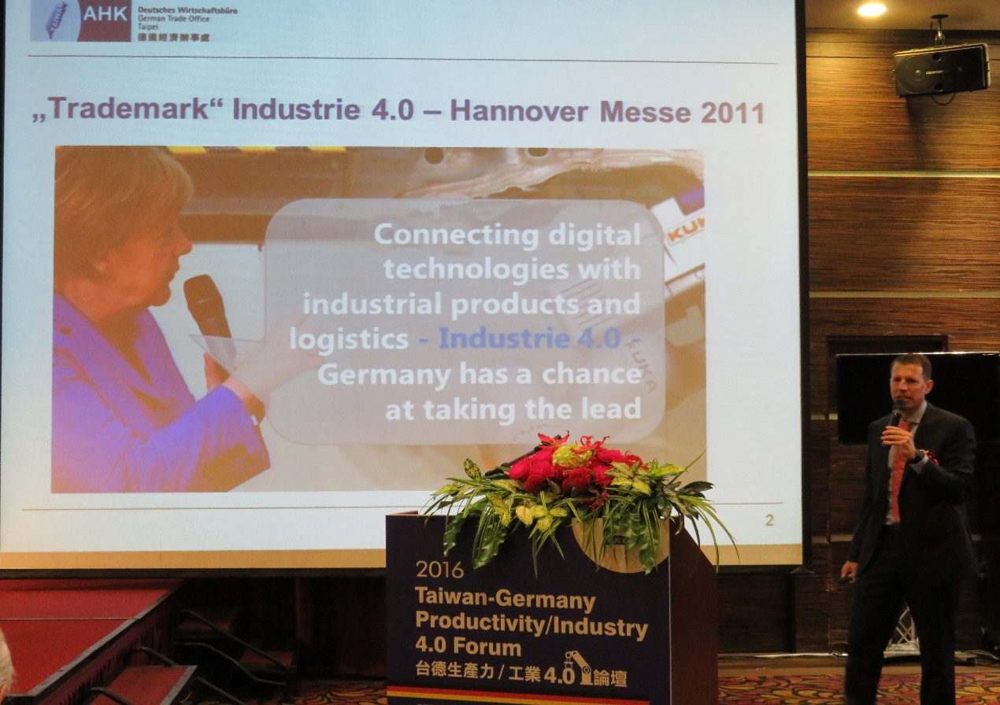 TAIWAN
AHK
Deutsches Wirtschaftsbüro
German Trade Office
Taipei
德國經濟辦事處
„Trademark“ Industrie 4.0 – Hannover Messe 2011
Connecting digital
technologies with
industrial products and
logistics - Industrie 4.0 -
Germany has a chance
at taking the lead
KUKA
KUKA
2
2016
Taiwan-Germany
Productivity/Industry
4.0 Forum
台德生產力 / 工業 4.0 論壇